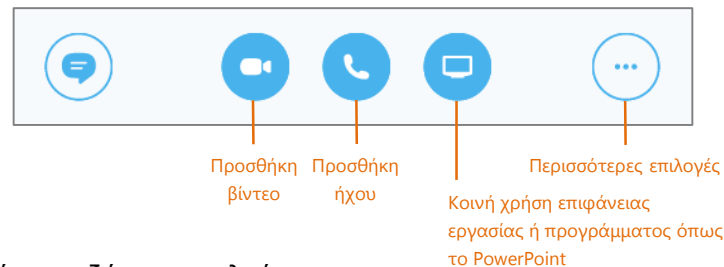 Προσθήκη
βίντεο
Προσθήκη
ήχου
Περισσότερες επιλογές
Κοινή χρήση επιφάνειας
εργασίας ή προγράμματος όπως
το PowerPoint